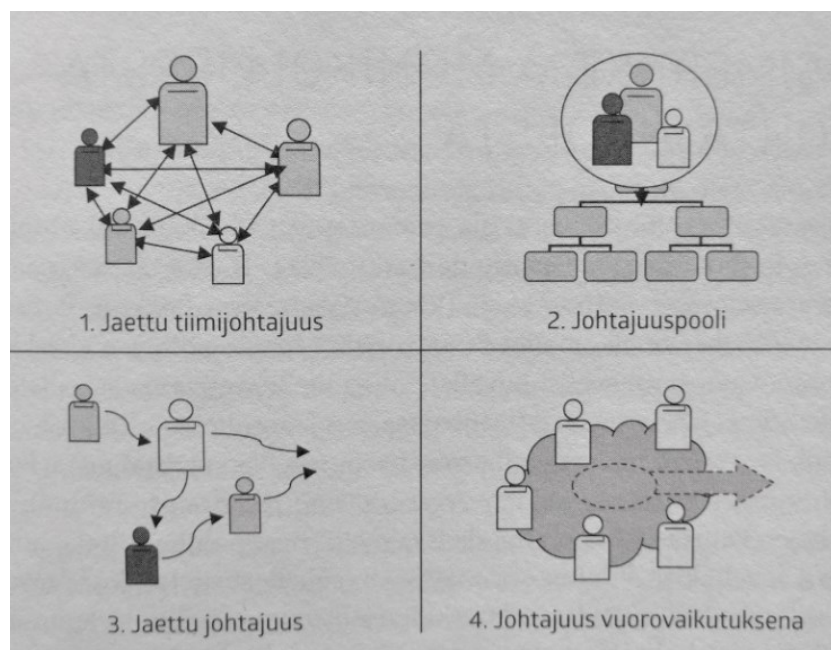 1. Jaettu tiimijohtajuus
2. Johtajuuspooli
3. Jaettu johtajuus
4. Johtajuus vuorovaikutuksena